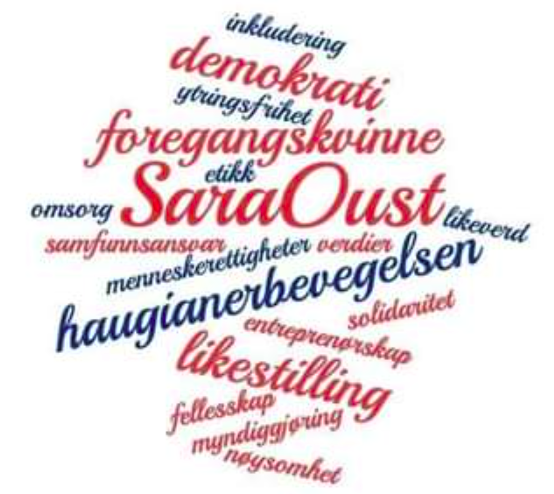 inkludering
demokrati
ytringsfrihet
foregangskvinne
etikk
SaraOust
omsorg
likeverd
samfunnsansvar
verdier
menneskerettigheter
haugianerbevegelsen
solidaritet
entreprenørskap
likestilling
fellesskap
myndiggjøring
nøysomhet